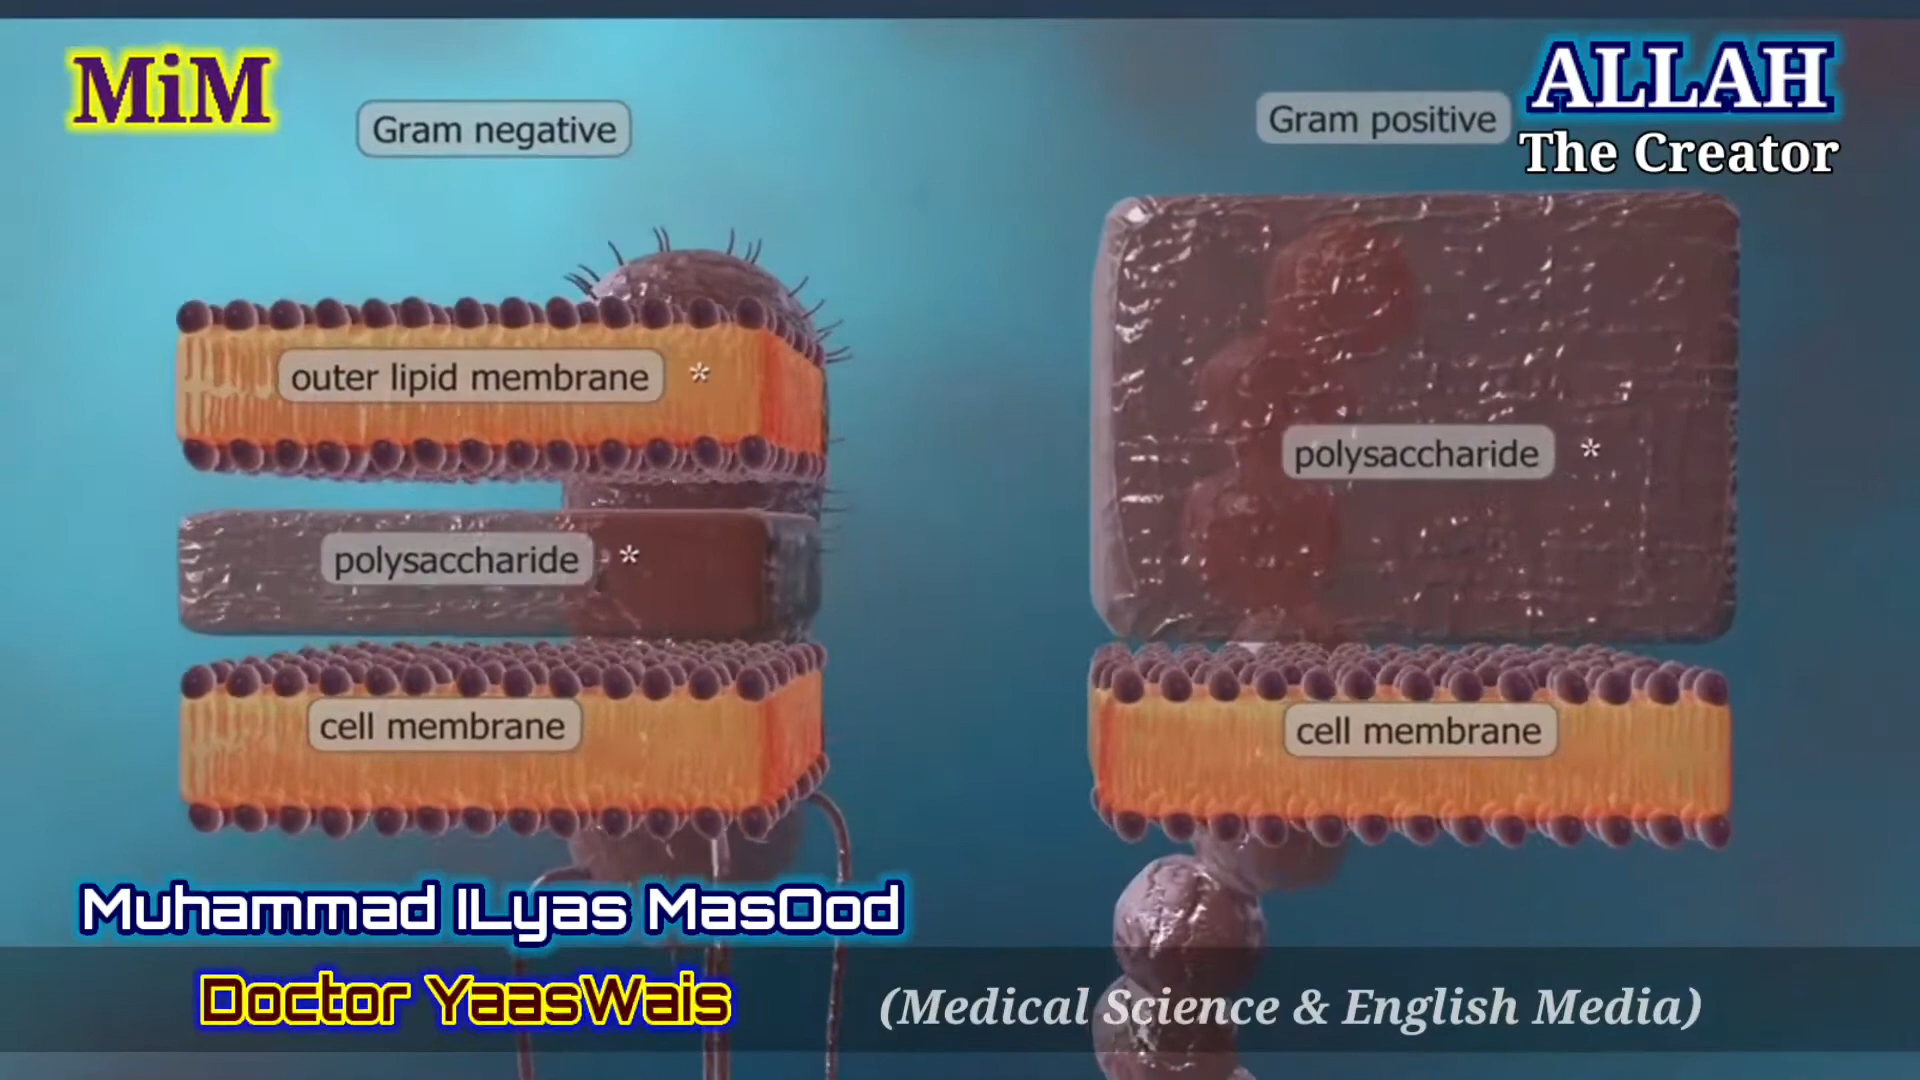 MiM
ALLAH
The Creator
Gram negative
Gram positive
outer lipid membrane *
polysaccharide *
polysaccharide *
cell membrane
cell membrane
Muhammad ILyas MasOod
Doctor YaasWais
(Medical Science & English Media)